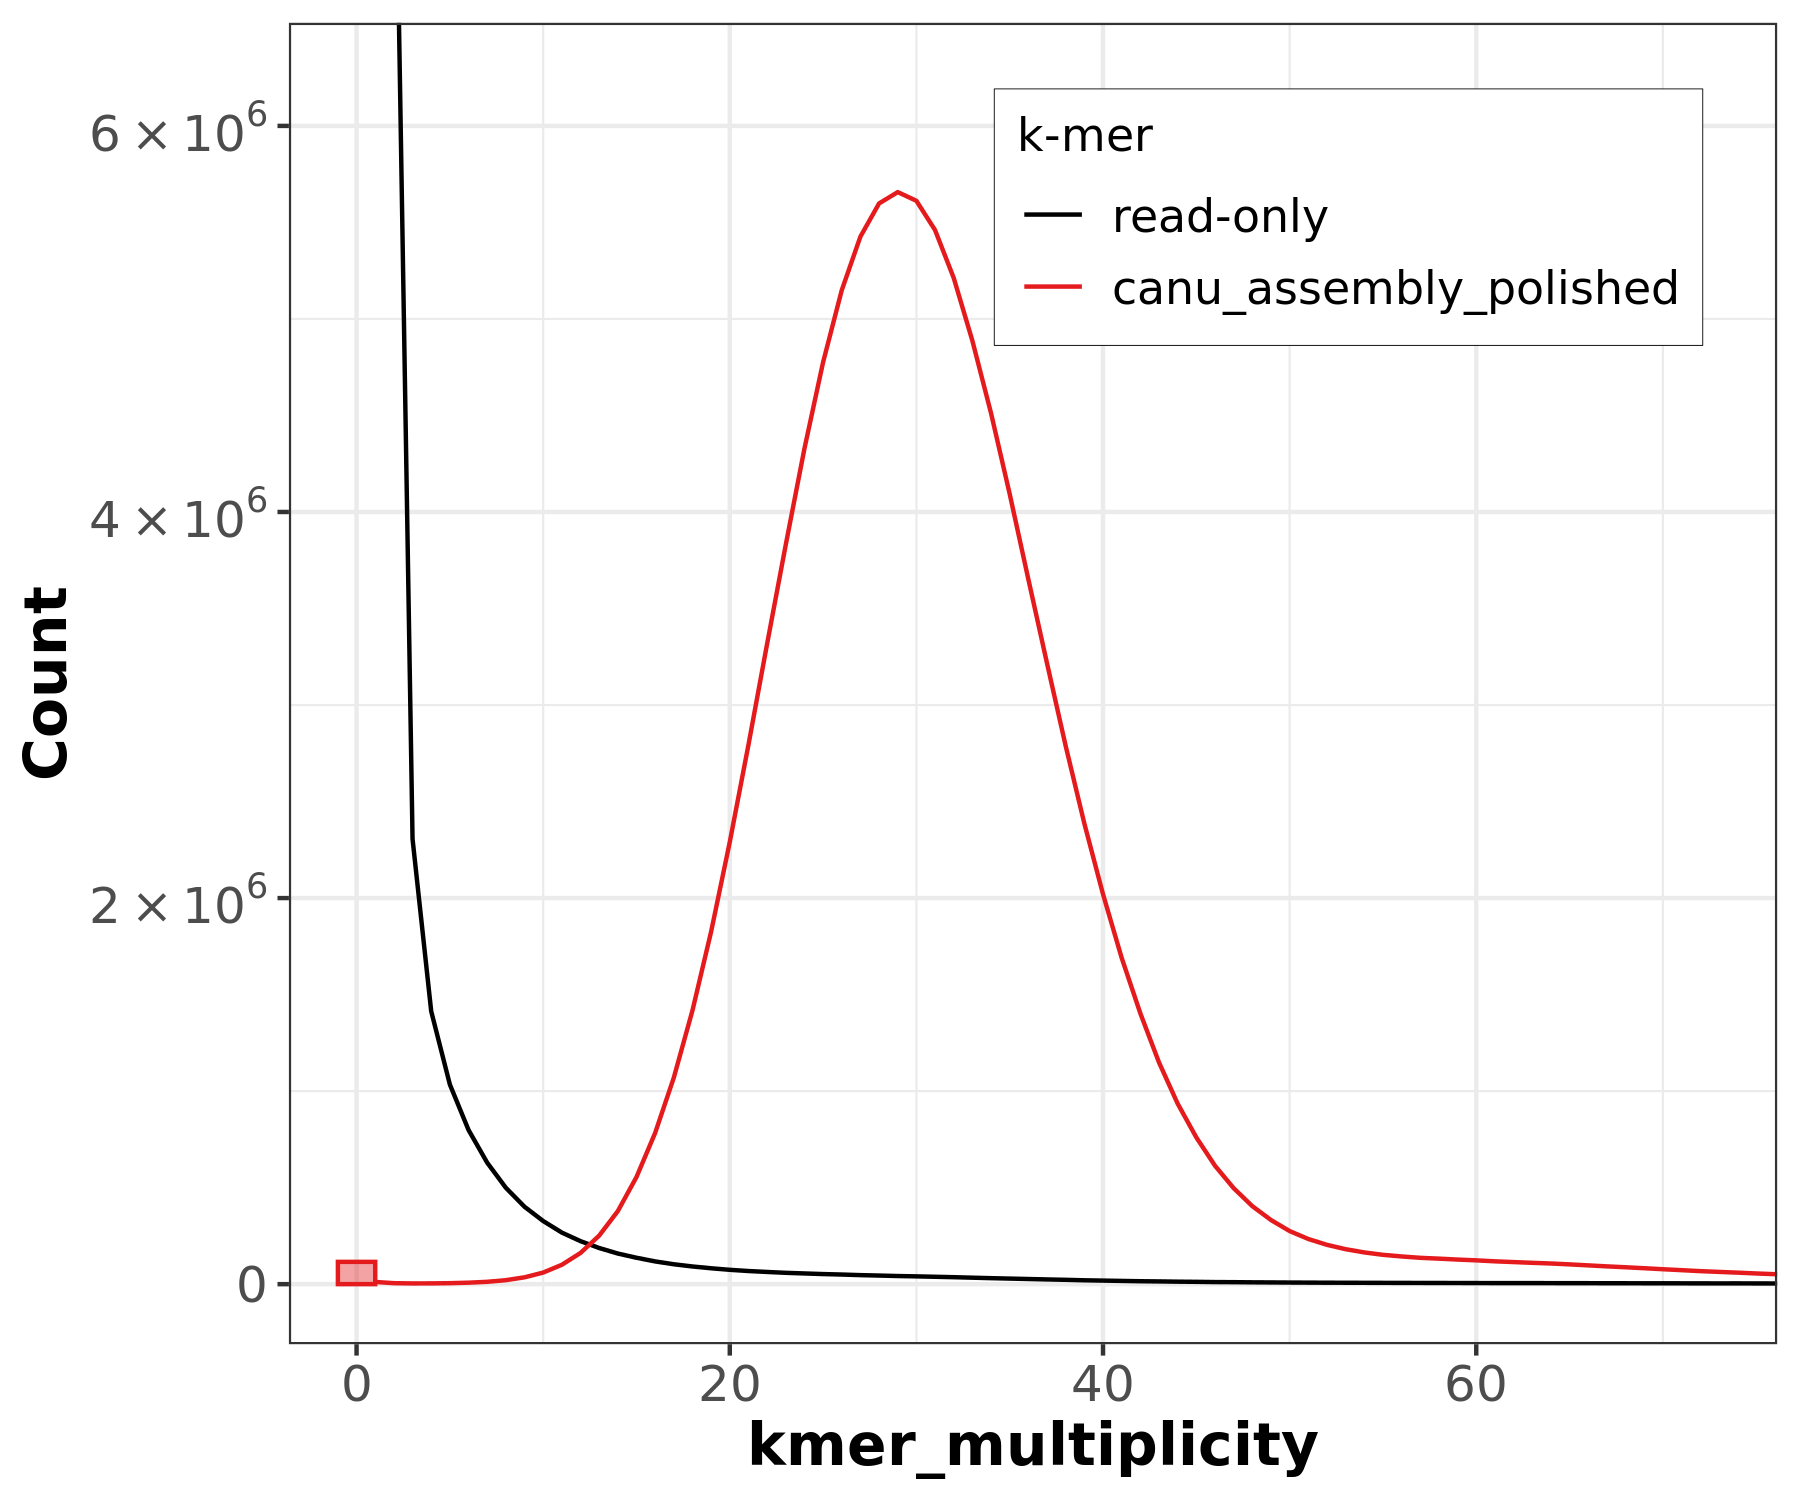 k-mer
read-only
canu_assembly_polished
6 × 10⁶
4 × 10⁶
2 × 10⁶
0
Count
0 20 40 60
kmer_multiplicity